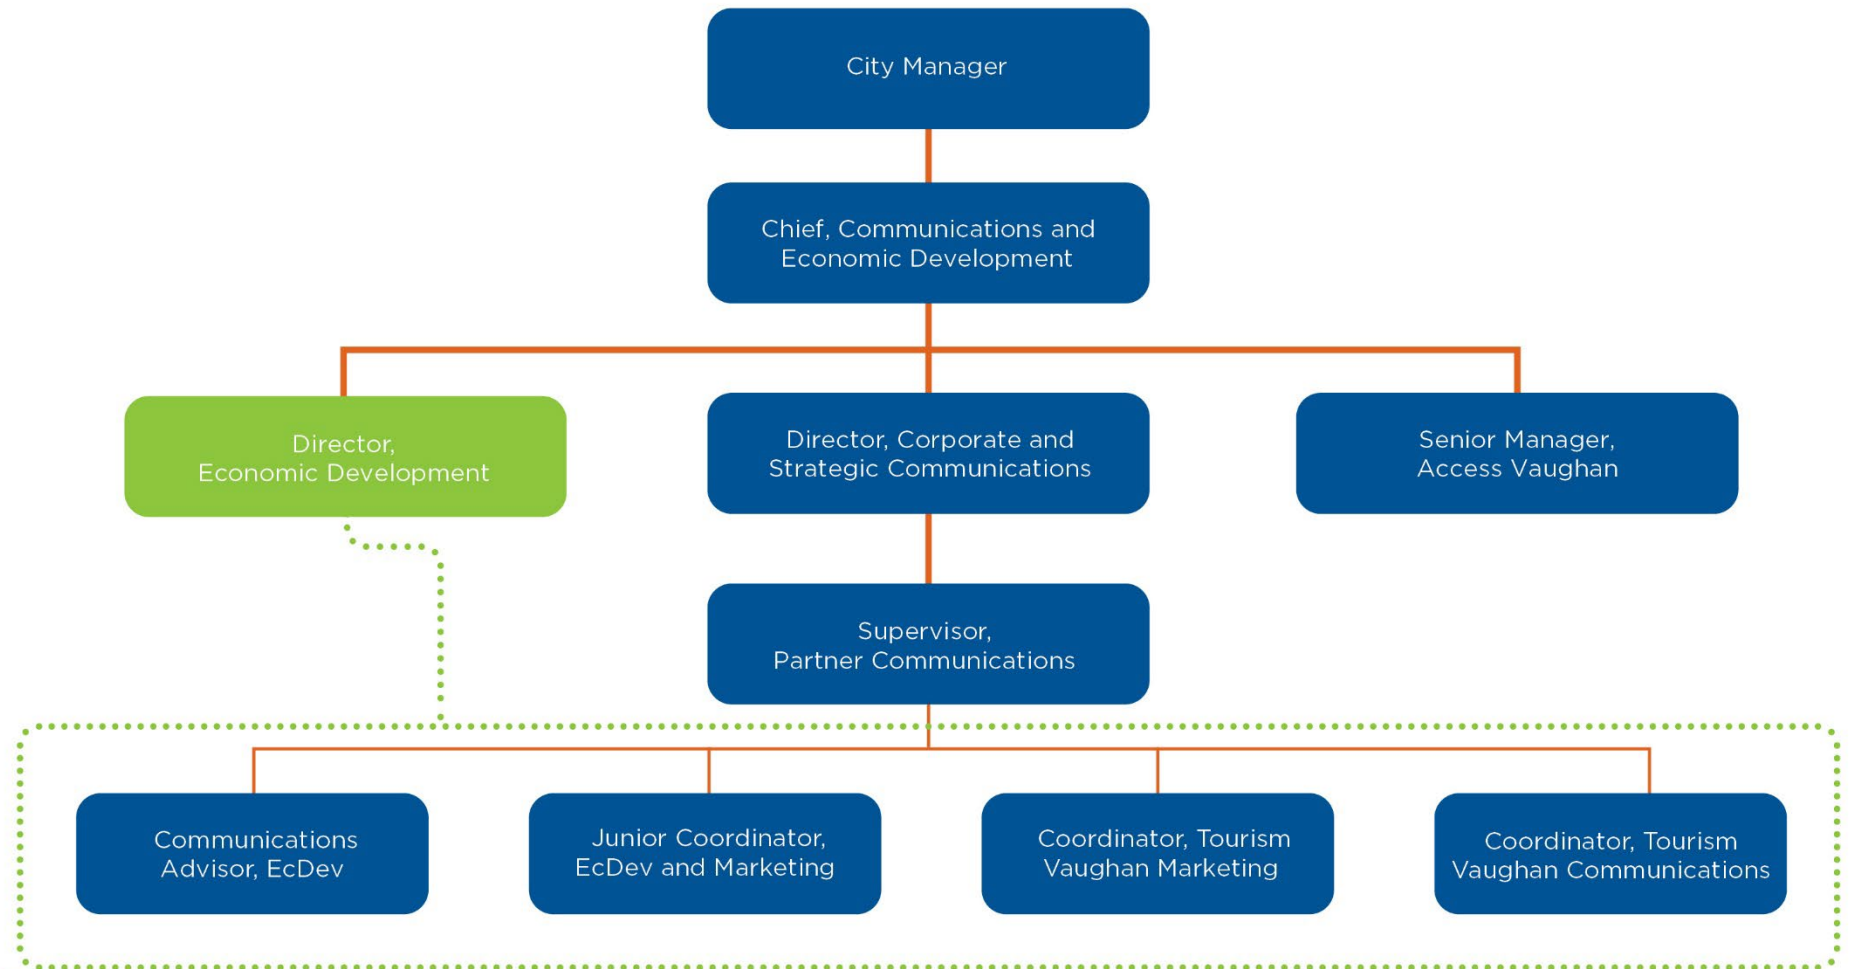 City Manager
Chief, Communications and
Economic Development
Director,
Economic Development
Director, Corporate and
Strategic Communications
Senior Manager,
Access Vaughan
Supervisor,
Partner Communications
Communications
Advisor, EcDev
Junior Coordinator,
EcDev and Marketing
Coordinator, Tourism
Vaughan Marketing
Coordinator, Tourism
Vaughan Communications